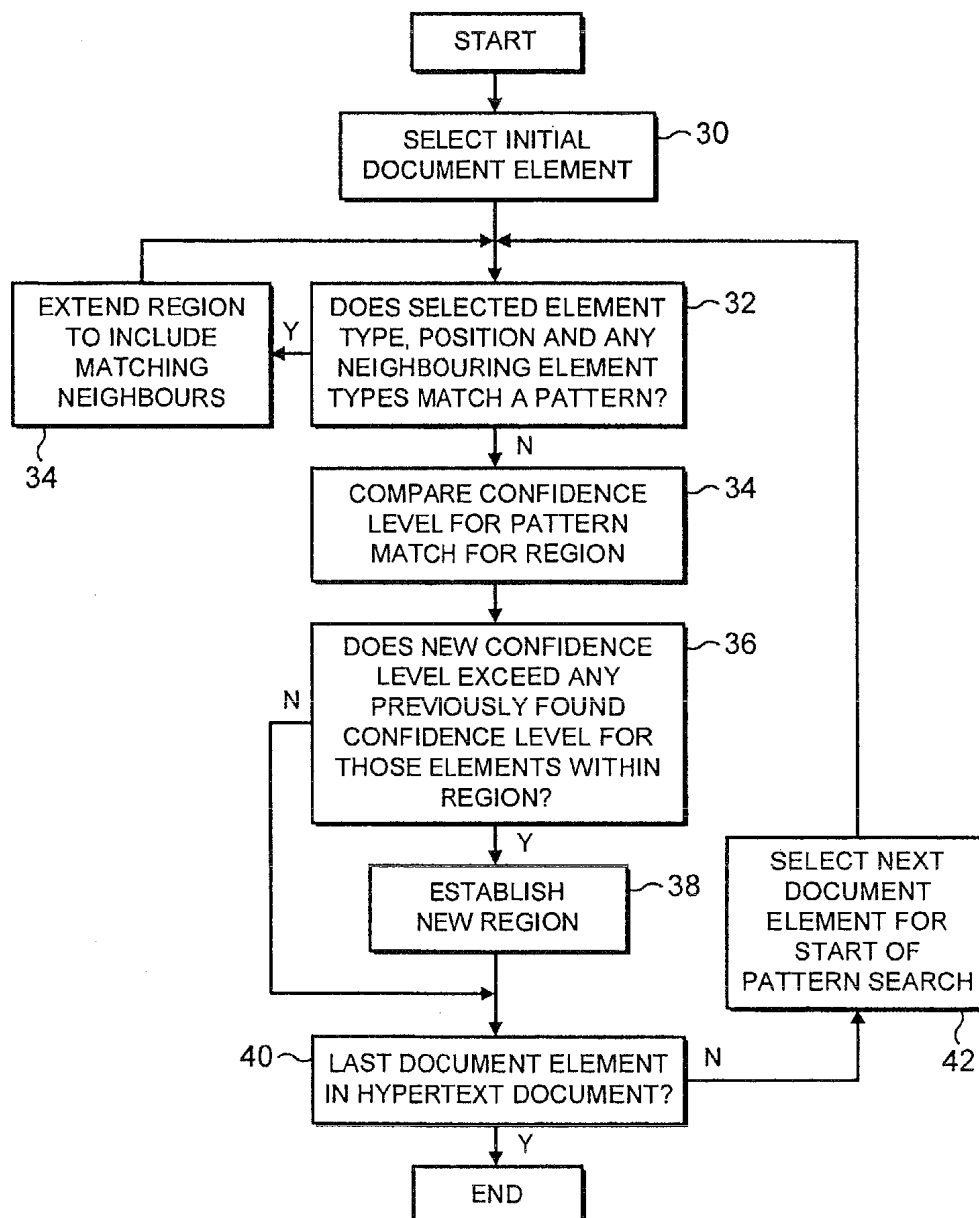 START
SELECT INITIAL
DOCUMENT ELEMENT
30
EXTEND REGION
TO INCLUDE
MATCHING
NEIGHBOURS
34
Y
DOES SELECTED ELEMENT
TYPE, POSITION AND ANY
NEIGHBOURING ELEMENT
TYPES MATCH A PATTERN?
32
N
COMPARE CONFIDENCE
LEVEL FOR PATTERN
MATCH FOR REGION
34
DOES NEW CONFIDENCE
LEVEL EXCEED ANY
PREVIOUSLY FOUND
CONFIDENCE LEVEL FOR
THOSE ELEMENTS WITHIN
REGION?
36
N
Y
ESTABLISH
NEW REGION
38
SELECT NEXT
DOCUMENT
ELEMENT FOR
START OF
PATTERN SEARCH
42
40
LAST DOCUMENT ELEMENT
IN HYPERTEXT DOCUMENT?
N
Y
END